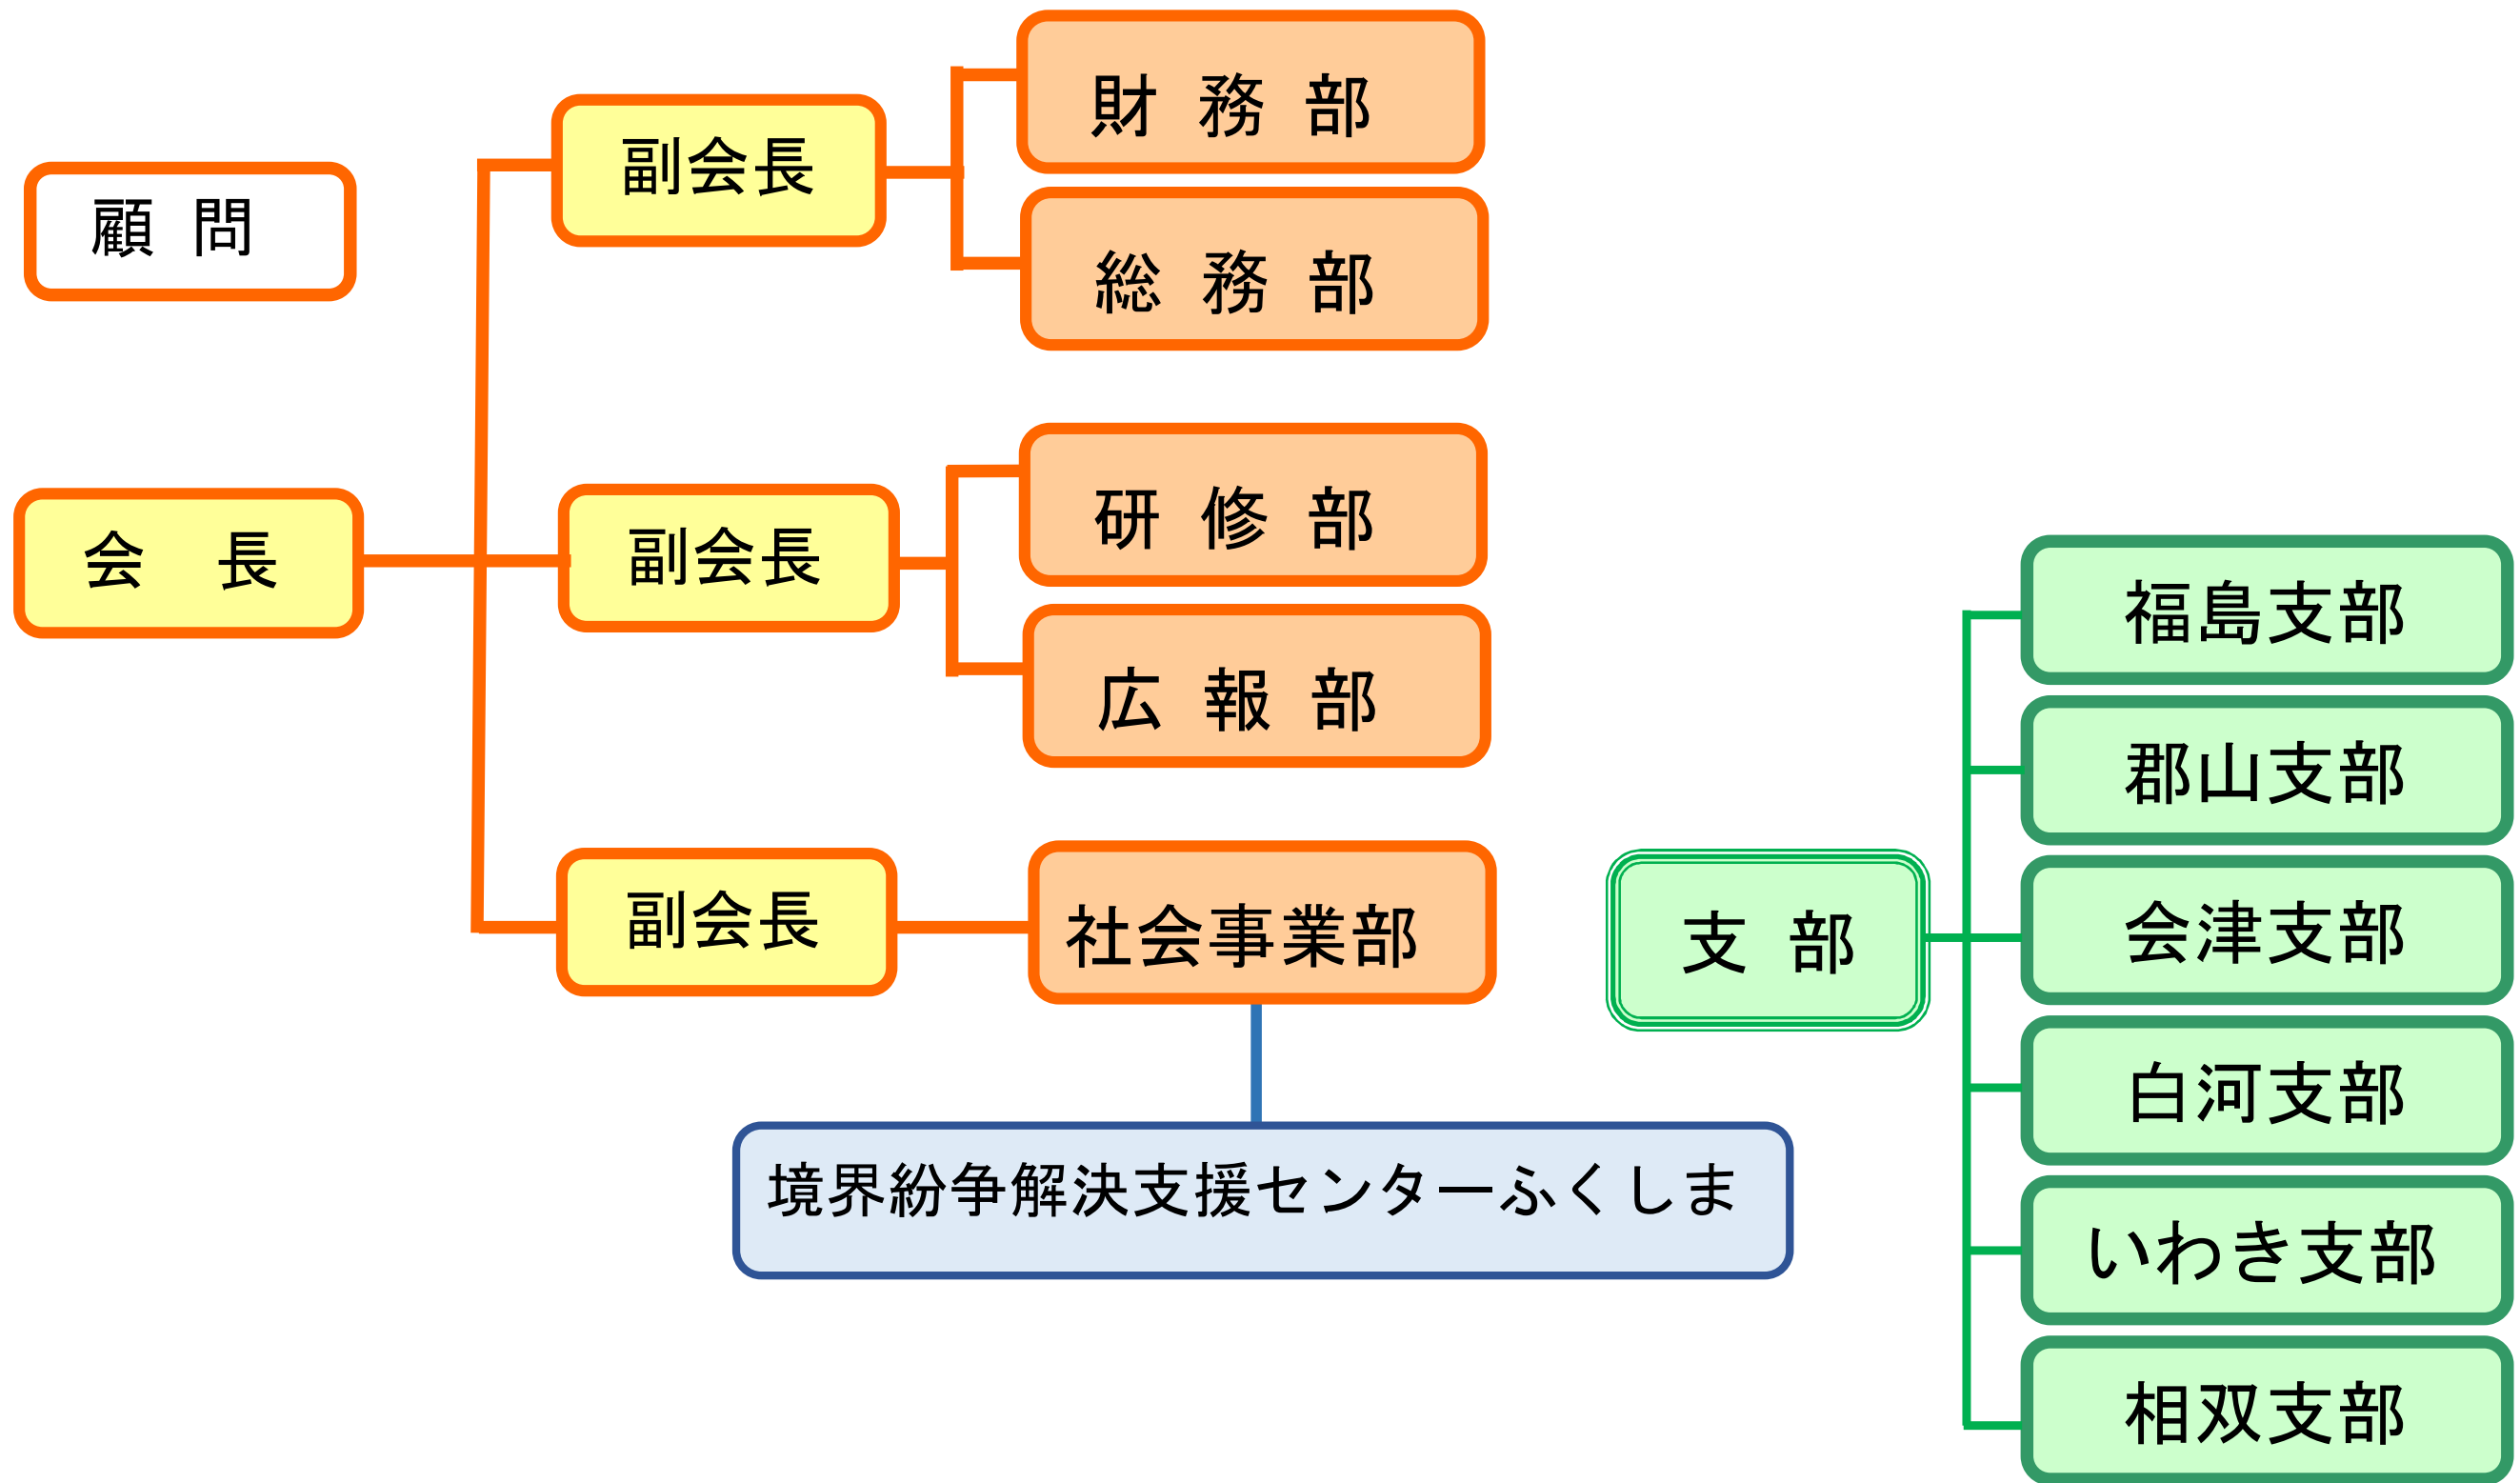 顧 問
会 長
副会長
財 務 部
総 務 部
副会長
研 修 部
広 報 部
副会長
社会事業部
境界紛争解決支援センターふくしま
支 部
福島支部
郡山支部
会津支部
白河支部
いわき支部
相双支部